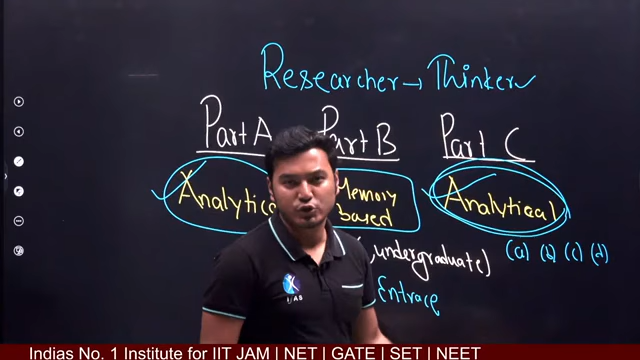 Researcher → Thinker
Part A Part B Part C
Analytica Memory Based Analytical
(undergraduate) (a) (b) (c) (d)
Entrace
IFAS
Indias No. 1 Institute for IIT JAM | NET | GATE | SET | NEET